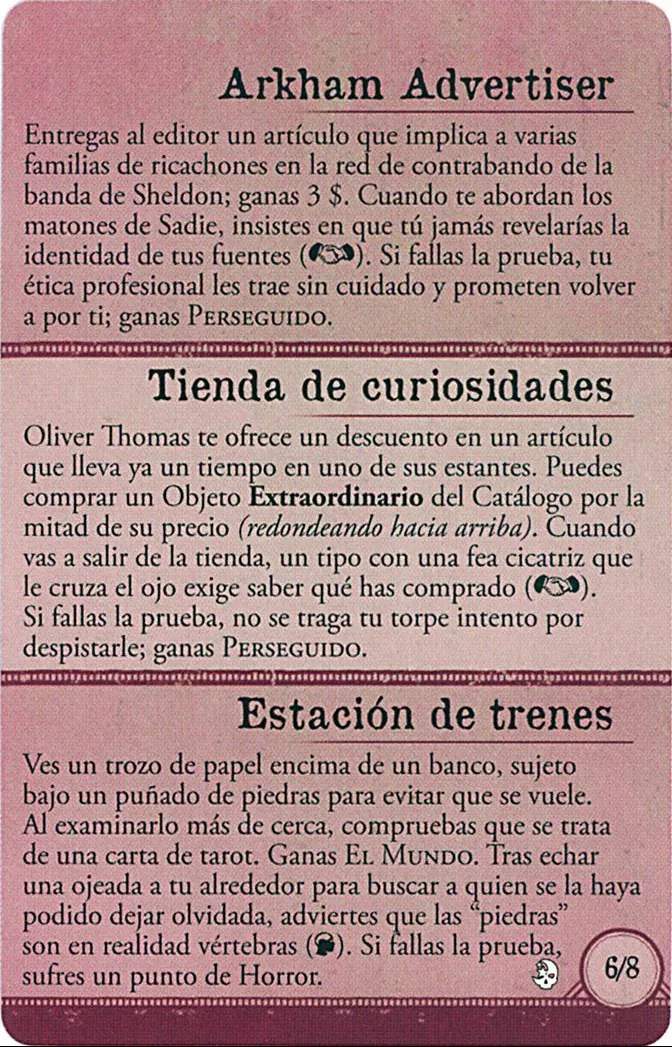 Arkham Advertiser
Entregas al editor un artículo que implica a varias
familias de ricachones en la red de contrabando de la
banda de Sheldon; ganas 3 $. Cuando te abordan los
matones de Sadie, insistes en que tú jamás revelarías la
identidad de tus fuentes (). Si fallas la prueba, tu
ética profesional les trae sin cuidado y prometen volver
a por ti; ganas PERSEGUIDO.
Tienda de curiosidades
Oliver Thomas te ofrece un descuento en un artículo
que lleva ya un tiempo en uno de sus estantes. Puedes
comprar un Objeto Extraordinario del Catálogo por la
mitad de su precio (redondeando hacia arriba). Cuando
vas a salir de la tienda, un tipo con una fea cicatriz que
le cruza el ojo exige saber qué has comprado ().
Si fallas la prueba, no se traga tu torpe intento por
despistarle; ganas PERSEGUIDO.
Estación de trenes
Ves un trozo de papel encima de un banco, sujeto
bajo un puñado de piedras para evitar que se vuele.
Al examinarlo más de cerca, compruebas que se trata
de una carta de tarot. Ganas EL MUNDO. Tras echar
una ojeada a tu alrededor para buscar a quien se la haya
podido dejar olvidada, adviertes que las “piedras”
son en realidad vértebras (). Si fallas la prueba,
sufres un punto de Horror.
6/8